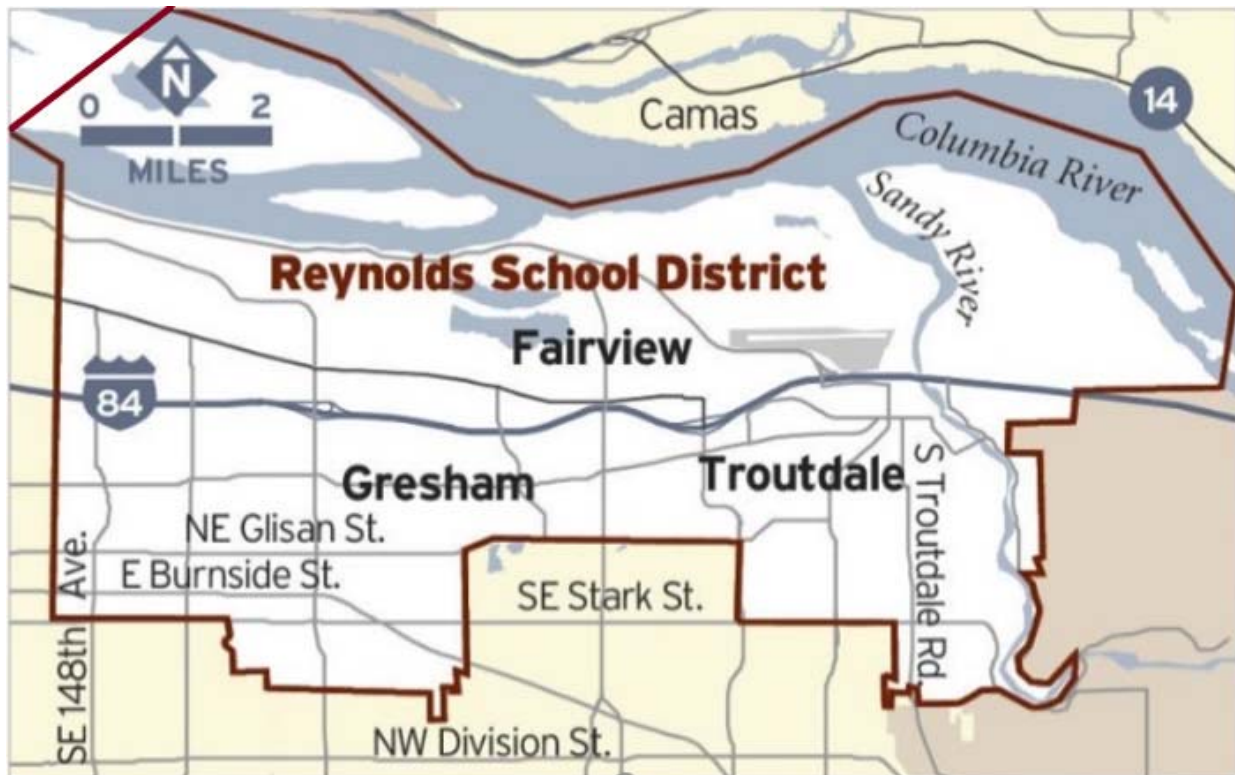 N
0 2
MILES
Camas
14
Columbia River
Sandy River
Reynolds School District
Fairview
84
Gresham
Troutdale
S Troutdale Rd.
NE Glisan St.
E Burnside St.
SE Stark St.
SE 148th Ave.
NW Division St.